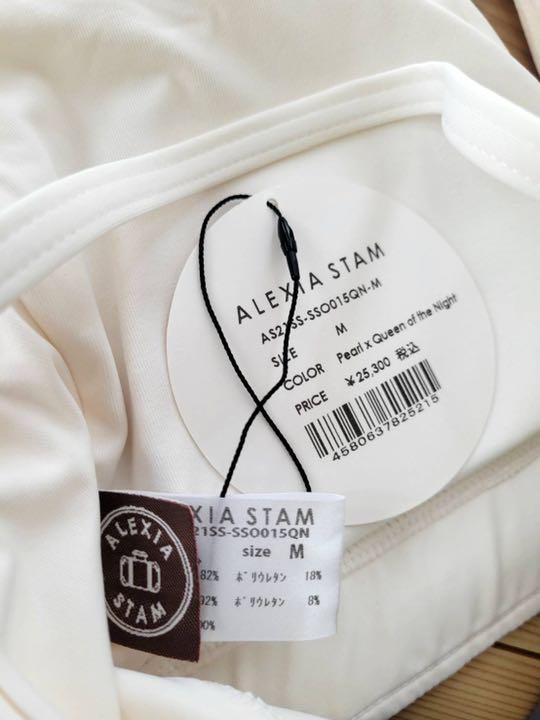 ALEXIA STAM
AS21SS-SSO015QN-M
SIZE M
COLOR Pearl x Queen of the Night
PRICE ¥25,300 税込
4580637825215
XIA STAM
21SS-SSO015QN
size M
82% ポリウレタン 18%
92% ポリウレタン 8%
00%
ALEXIA
STAM